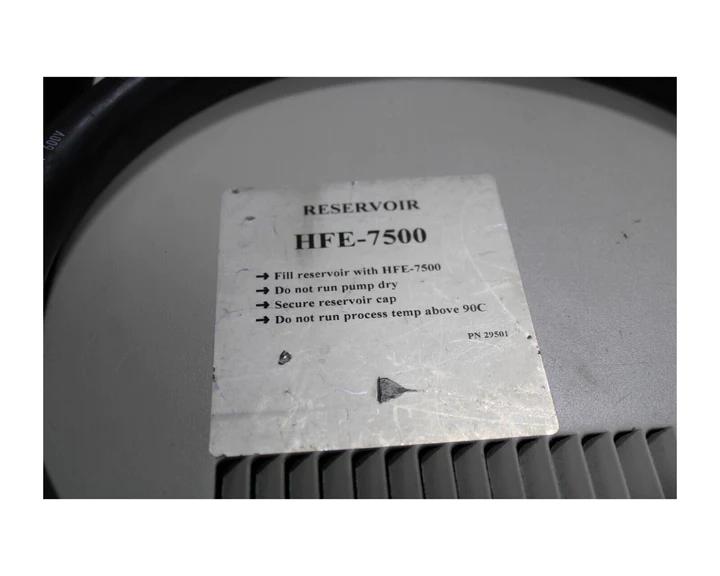 600V
RESERVOIR
HFE-7500
→ Fill reservoir with HFE-7500
→ Do not run pump dry
→ Secure reservoir cap
→ Do not run process temp above 90C
PN 29501